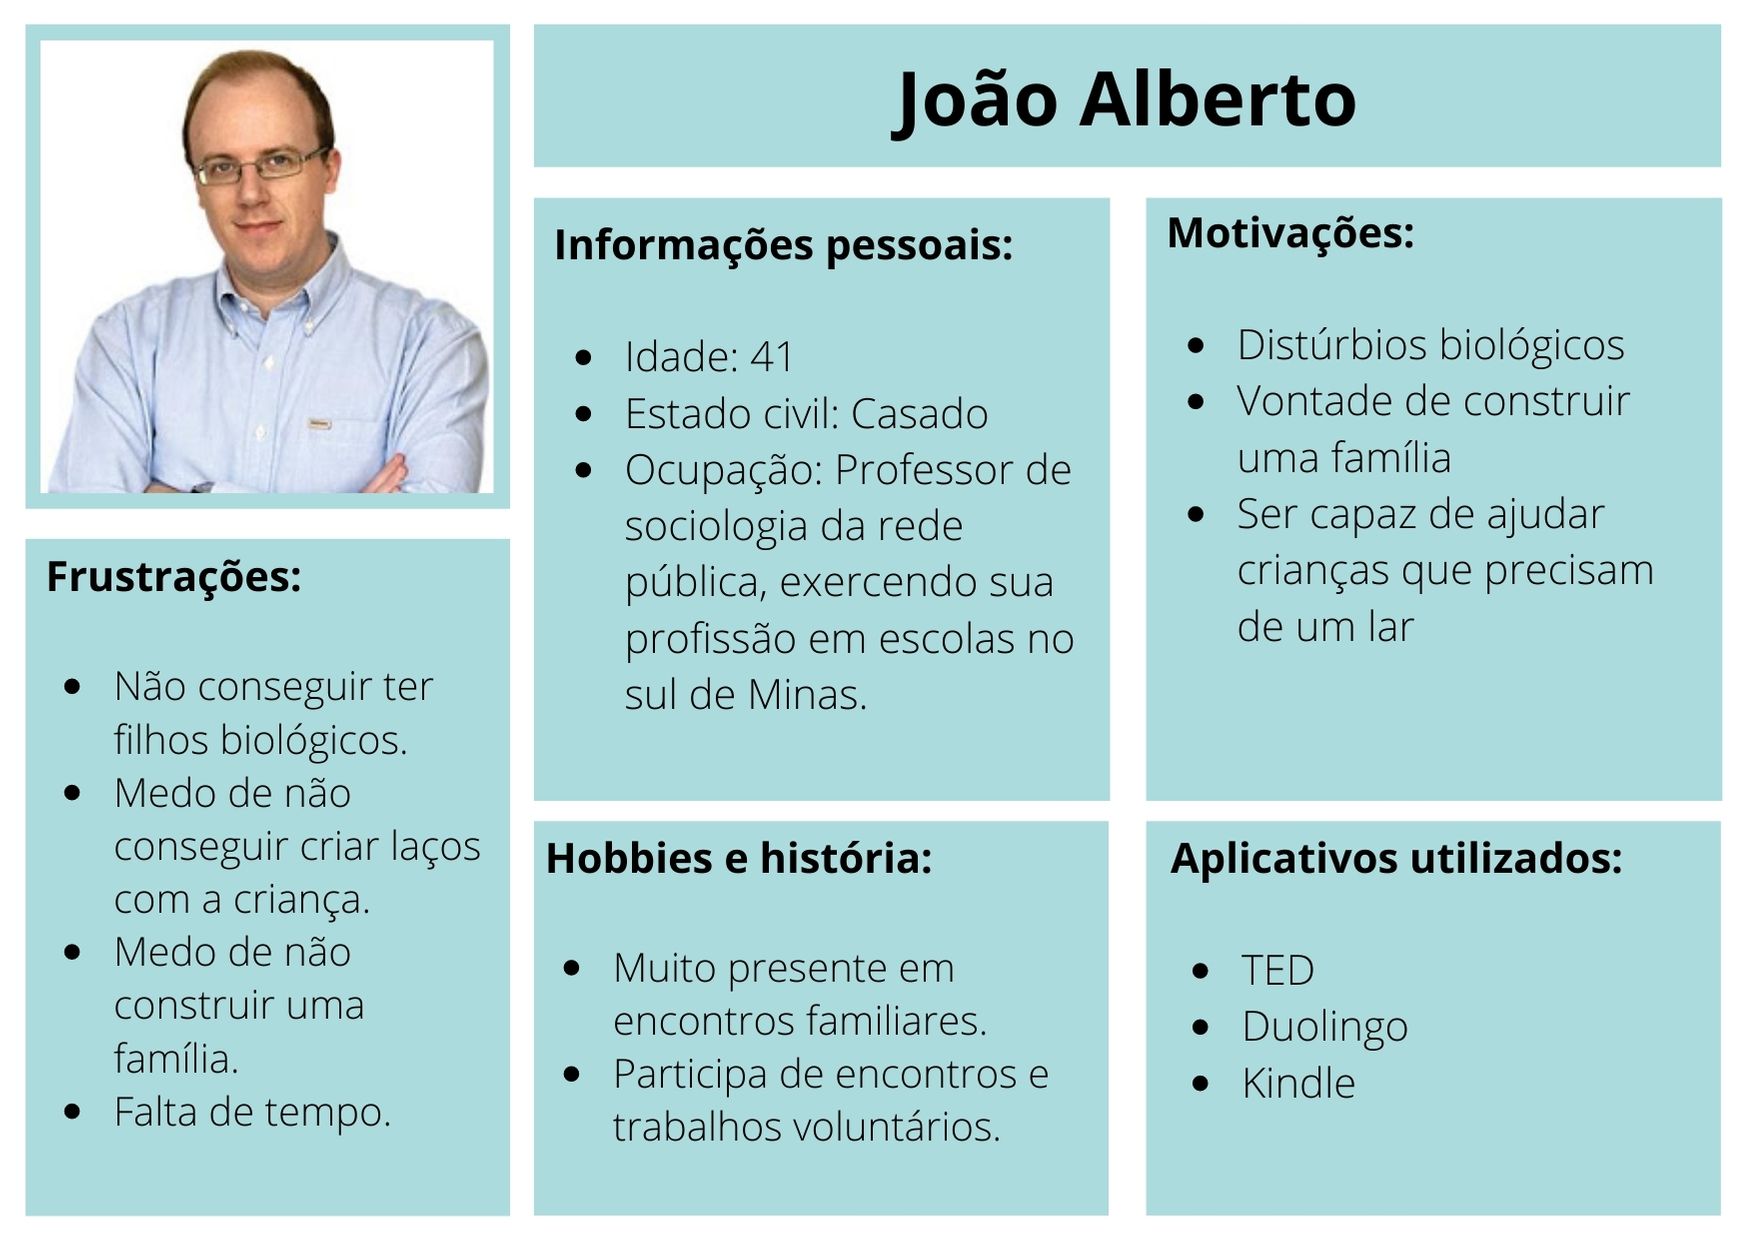 João Alberto
Informações pessoais:
Idade: 41
Estado civil: Casado
Ocupação: Professor de
sociologia da rede
pública, exercendo sua
profissão em escolas no
sul de Minas.
Motivações:
Distúrbios biológicos
Vontade de construir
uma família
Ser capaz de ajudar
crianças que precisam
de um lar
Frustrações:
Não conseguir ter
filhos biológicos.
Medo de não
conseguir criar laços
com a criança.
Medo de não
construir uma
família.
Falta de tempo.
Hobbies e história:
Muito presente em
encontros familiares.
Participa de encontros e
trabalhos voluntários.
Aplicativos utilizados:
TED
Duolingo
Kindle